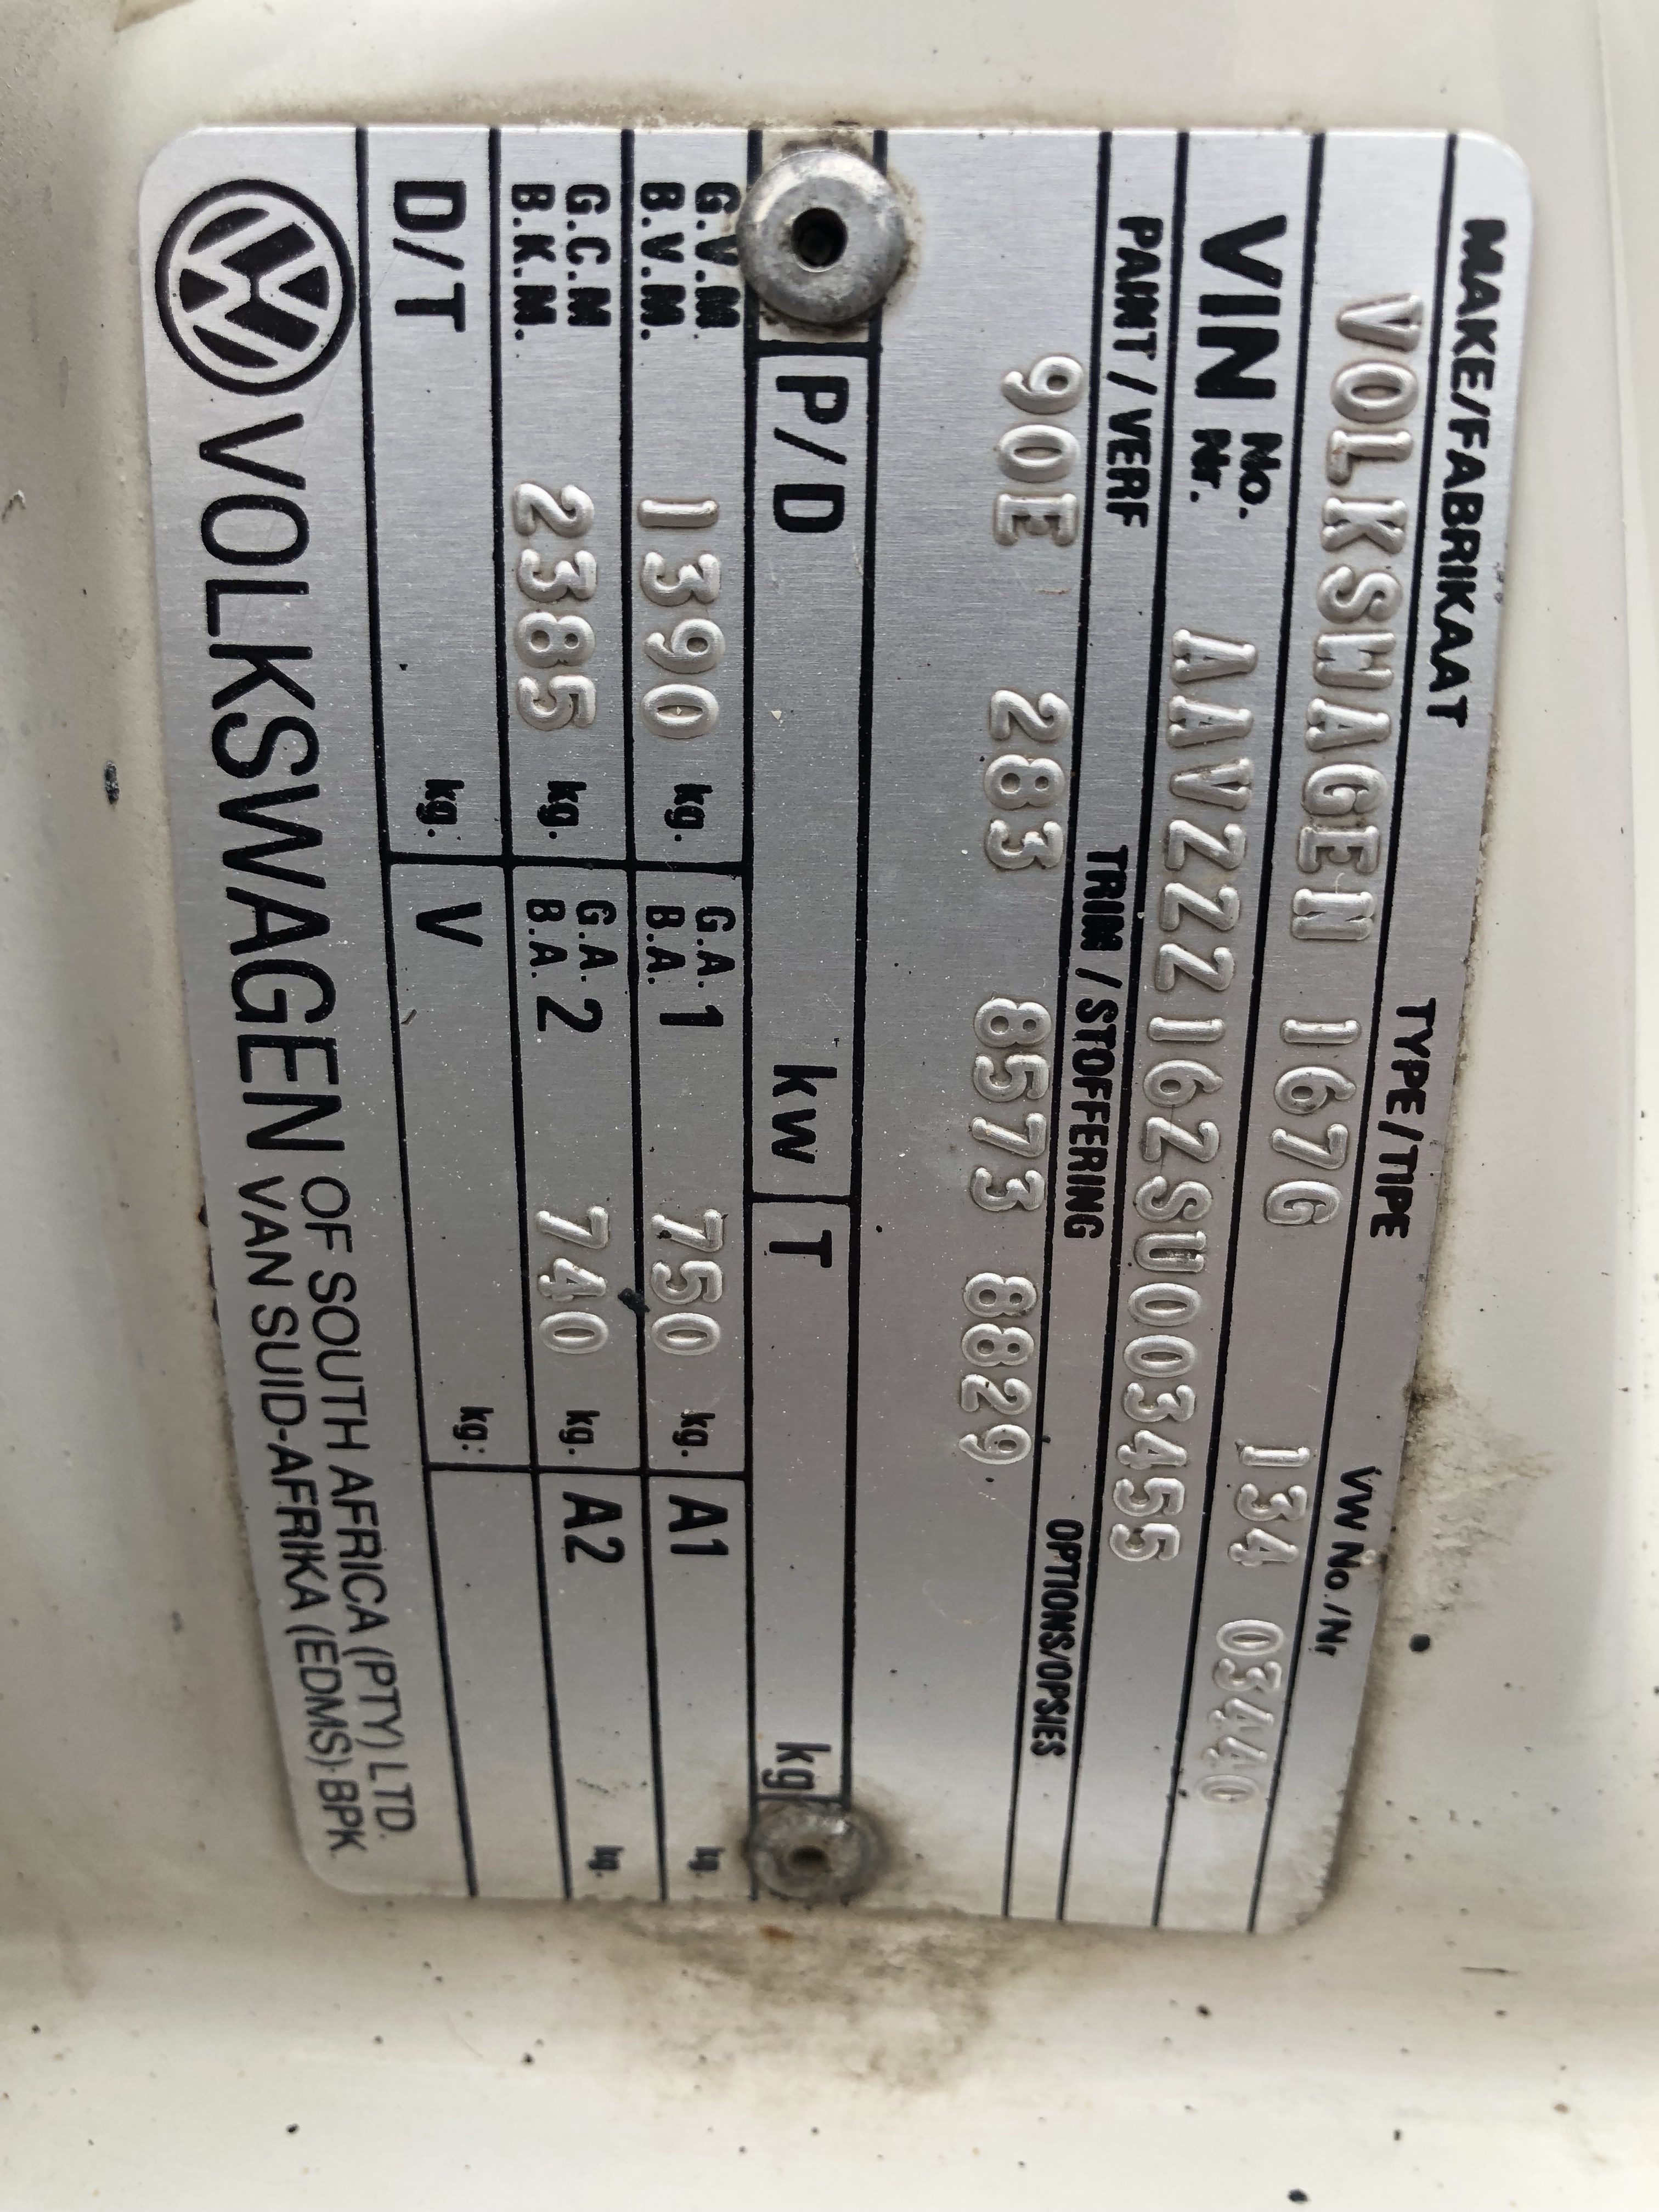 MAKE/FABRIKAAT TYPE/TIPE VW No./Nr
VOLKSWAGEN 167G 134 03440
VIN No. Nr. AAVZZZ16ZSU003455
PAINT / VERF TRIM / STOFFERING OPTIONS/OPSIES
90E 283 8573 8829
P/D kw T kg
G.V.M. B.V.M. 1390 kg. G.A. B.A. 1 750 kg. A1 kg.
G.C.M B.K.M. 2385 kg. G.A. B.A. 2 740 kg. A2 kg.
D/T kg. V kg:
VW VOLKSWAGEN OF SOUTH AFRICA (PTY) LTD.
VAN SUID-AFRIKA (EDMS) BPK